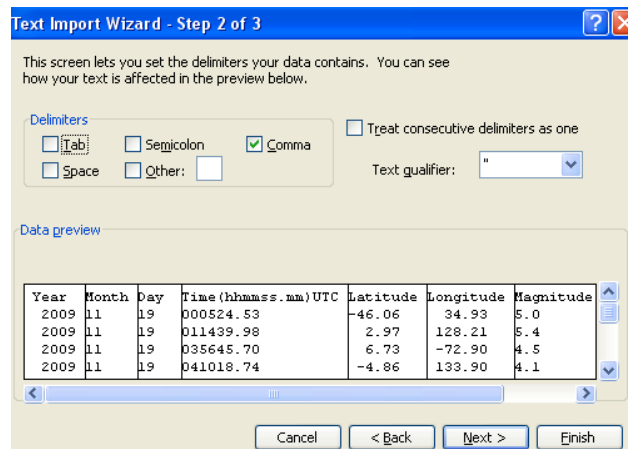 Text Import Wizard - Step 2 of 3
This screen lets you set the delimiters your data contains. You can see
how your text is affected in the preview below.
Delimiters
Tab
Semicolon
Comma
Space
Other:
Treat consecutive delimiters as one
Text qualifier: "
Data preview
Year Month Day Time(hhmmss.mm)UTC Latitude Longitude Magnitude
2009 11 19 000524.53 -46.06 34.93 5.0
2009 11 19 011439.98 2.97 128.21 5.4
2009 11 19 035645.70 6.73 -72.90 4.5
2009 11 19 041018.74 -4.86 133.90 4.1
Cancel < Back Next > Finish